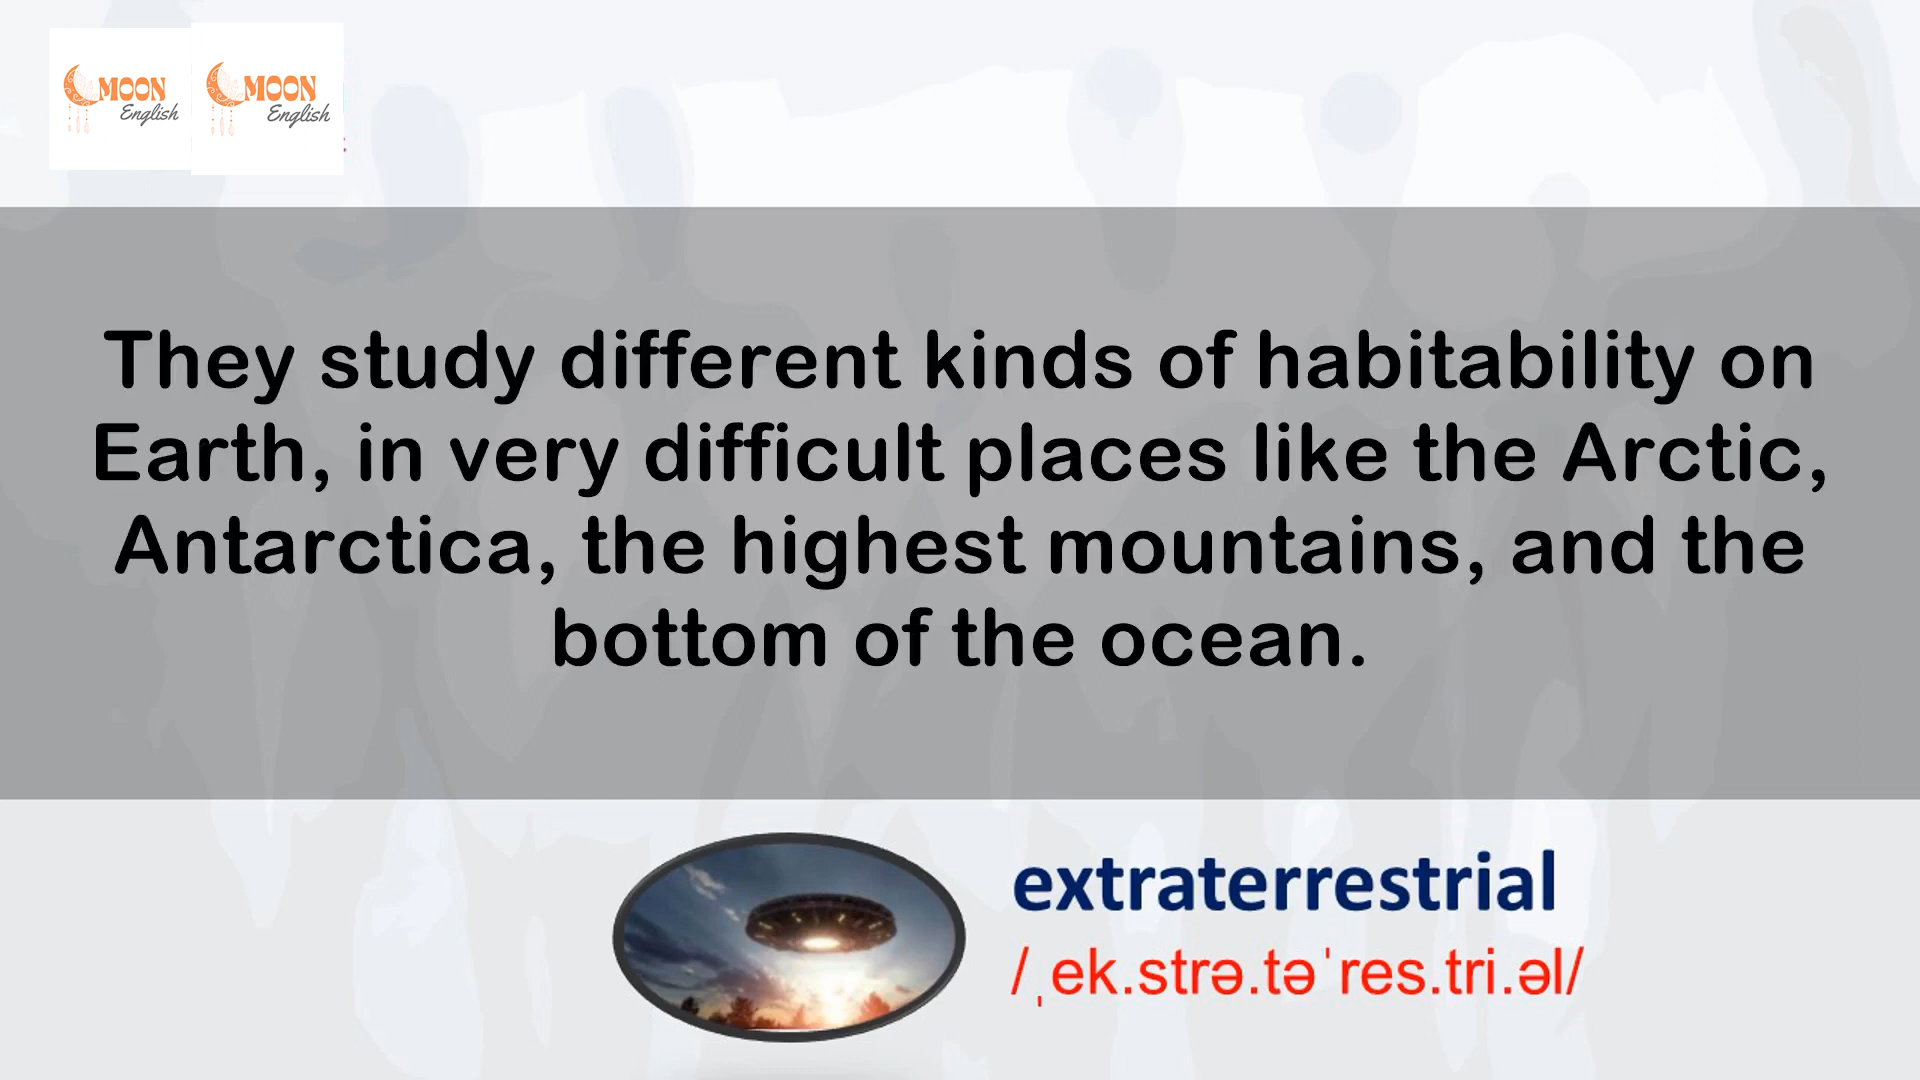 MOON
English
MOON
English
They study different kinds of habitability on
Earth, in very difficult places like the Arctic,
Antarctica, the highest mountains, and the
bottom of the ocean.
extraterrestrial
/ˌek.strə.təˈres.tri.əl/